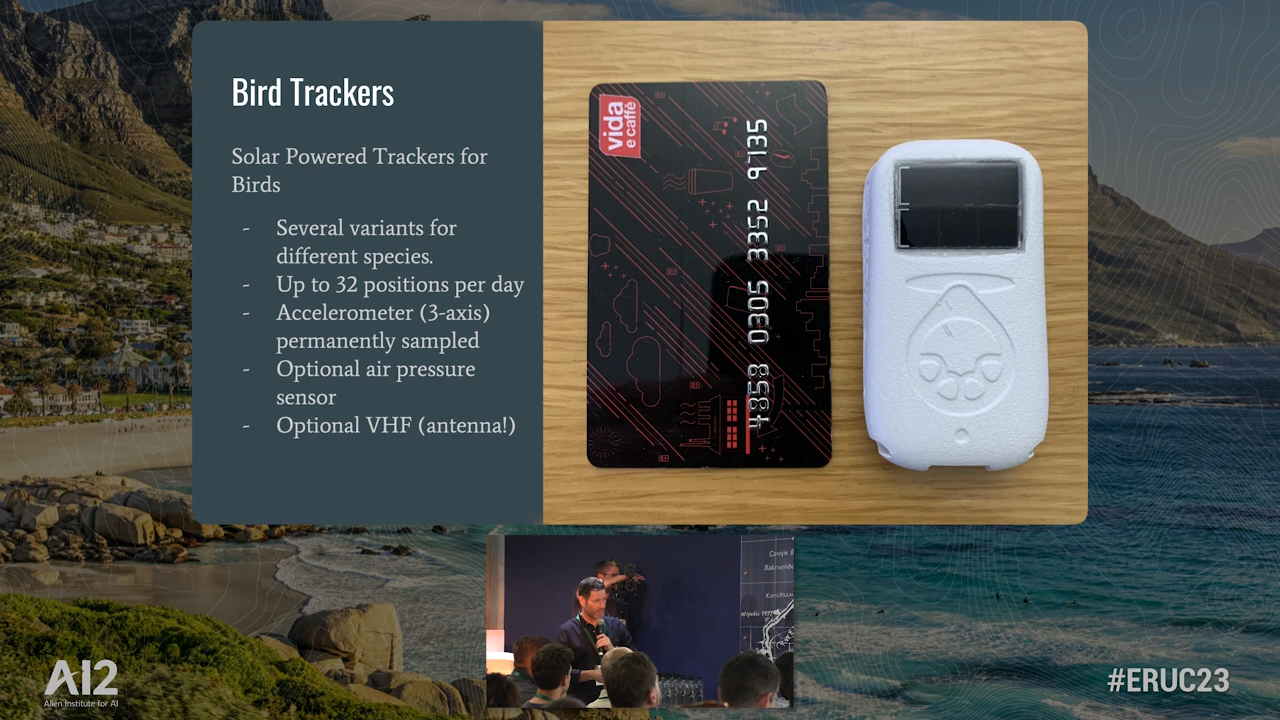 Bird Trackers
Solar Powered Trackers for
Birds
- Several variants for
different species.
- Up to 32 positions per day
- Accelerometer (3-axis)
permanently sampled
- Optional air pressure
sensor
- Optional VHF (antenna!)
vida
e caffè
4858 0305 3352 9735
AI2
Allen Institute for AI
#ERUC23